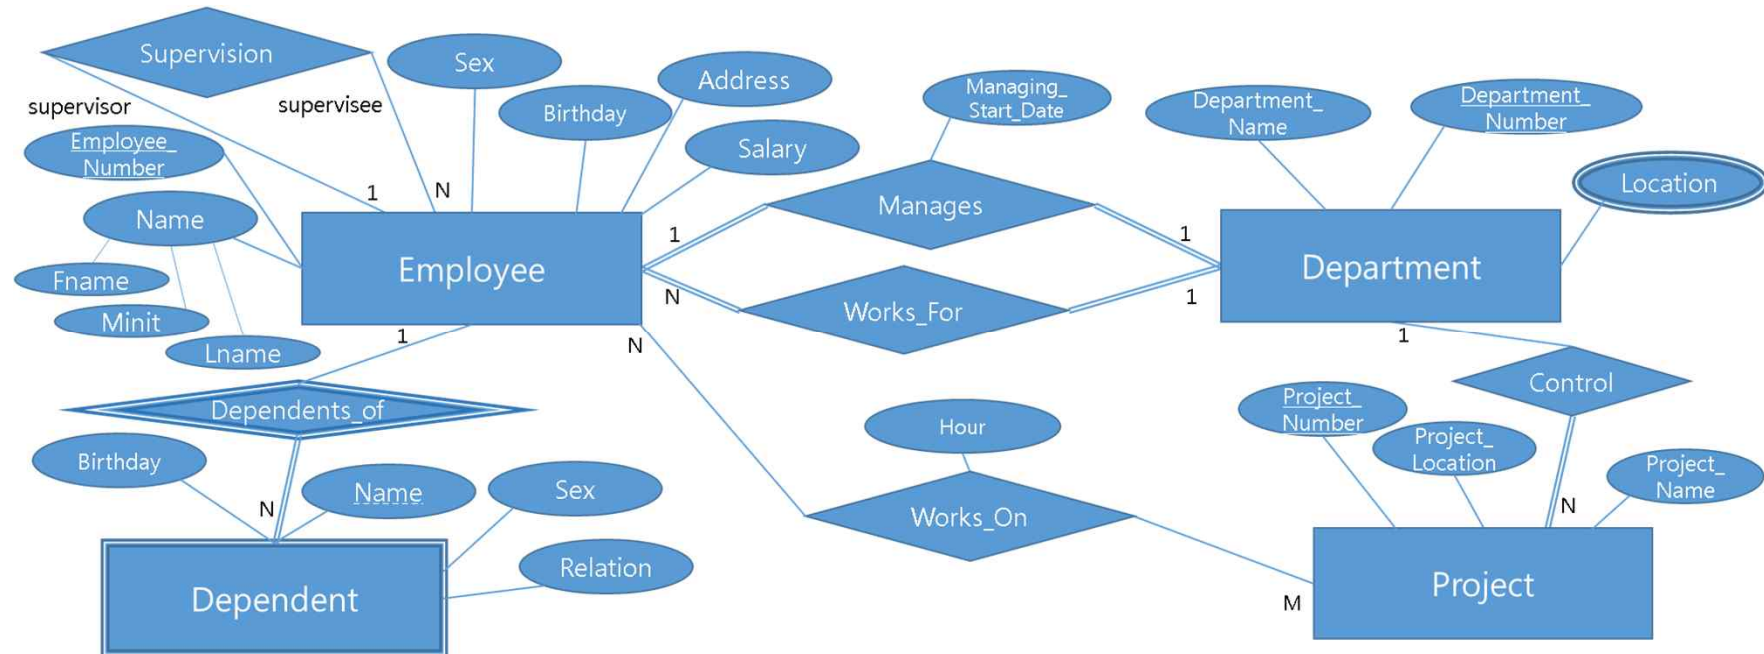 Supervision
Sex
Address
supervisor
supervisee
Birthday
Managing_
Start_Date
Department_
Name
Department_
Number
Employee_
Number
Salary
Location
1
N
Name
Manages
1
1
Employee
Department
Fname
N
1
Works_For
Minit
Lname
1
N
1
Control
Dependents_of
Project_
Number
Hour
Project_
Location
Birthday
Name
Sex
Project_
Name
N
N
Works_On
Relation
Dependent
Project
M